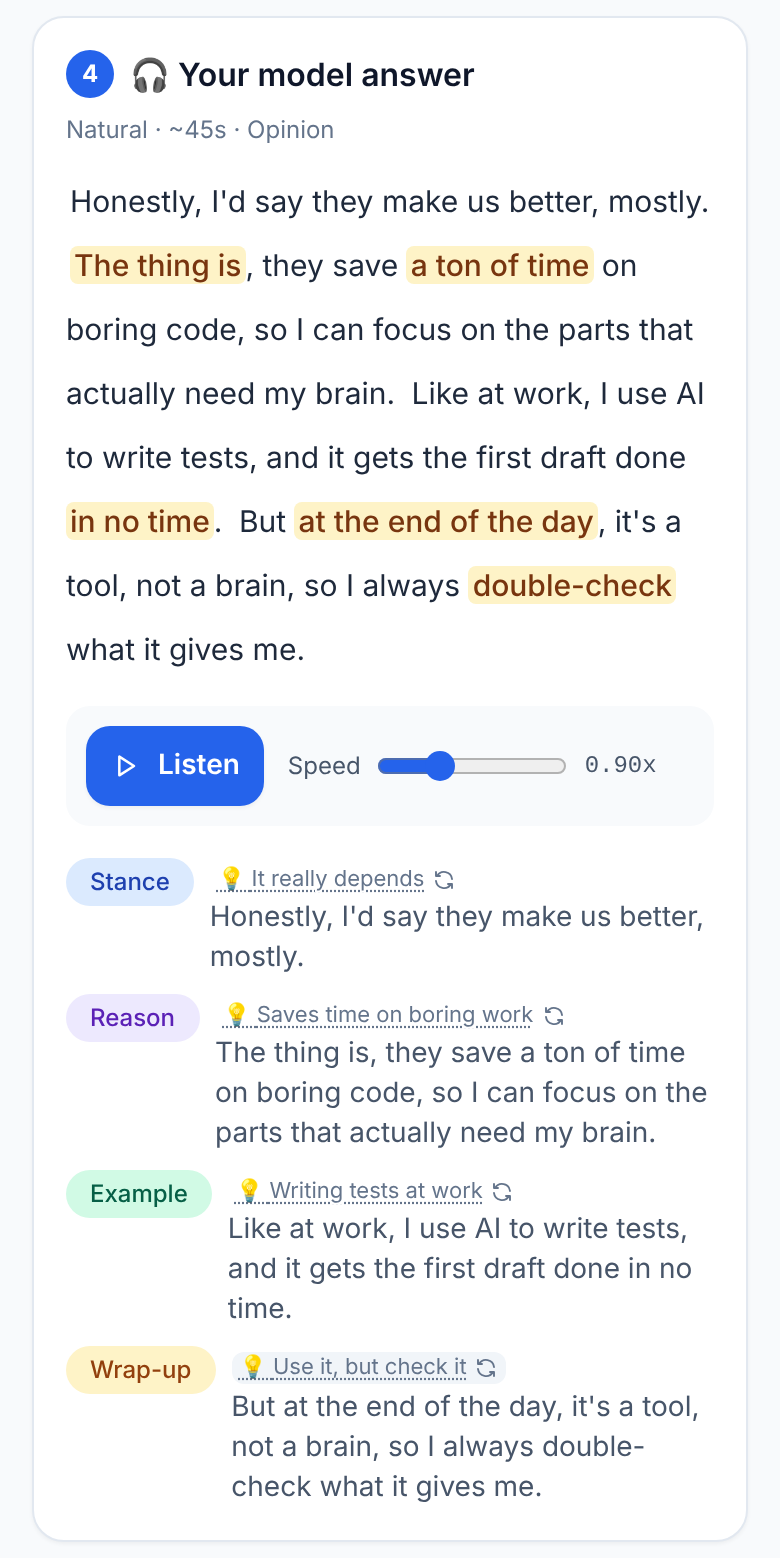 4 🎧 Your model answer
Natural · ~45s · Opinion
Honestly, I'd say they make us better, mostly.
The thing is, they save a ton of time on
boring code, so I can focus on the parts that
actually need my brain. Like at work, I use AI
to write tests, and it gets the first draft done
in no time. But at the end of the day, it's a
tool, not a brain, so I always double-check
what it gives me.
Listen Speed 0.90x
Stance 💡 It really depends
Honestly, I'd say they make us better,
mostly.
Reason 💡 Saves time on boring work
The thing is, they save a ton of time
on boring code, so I can focus on the
parts that actually need my brain.
Example 💡 Writing tests at work
Like at work, I use AI to write tests,
and it gets the first draft done in no
time.
Wrap-up 💡 Use it, but check it
But at the end of the day, it's a tool,
not a brain, so I always double-
check what it gives me.